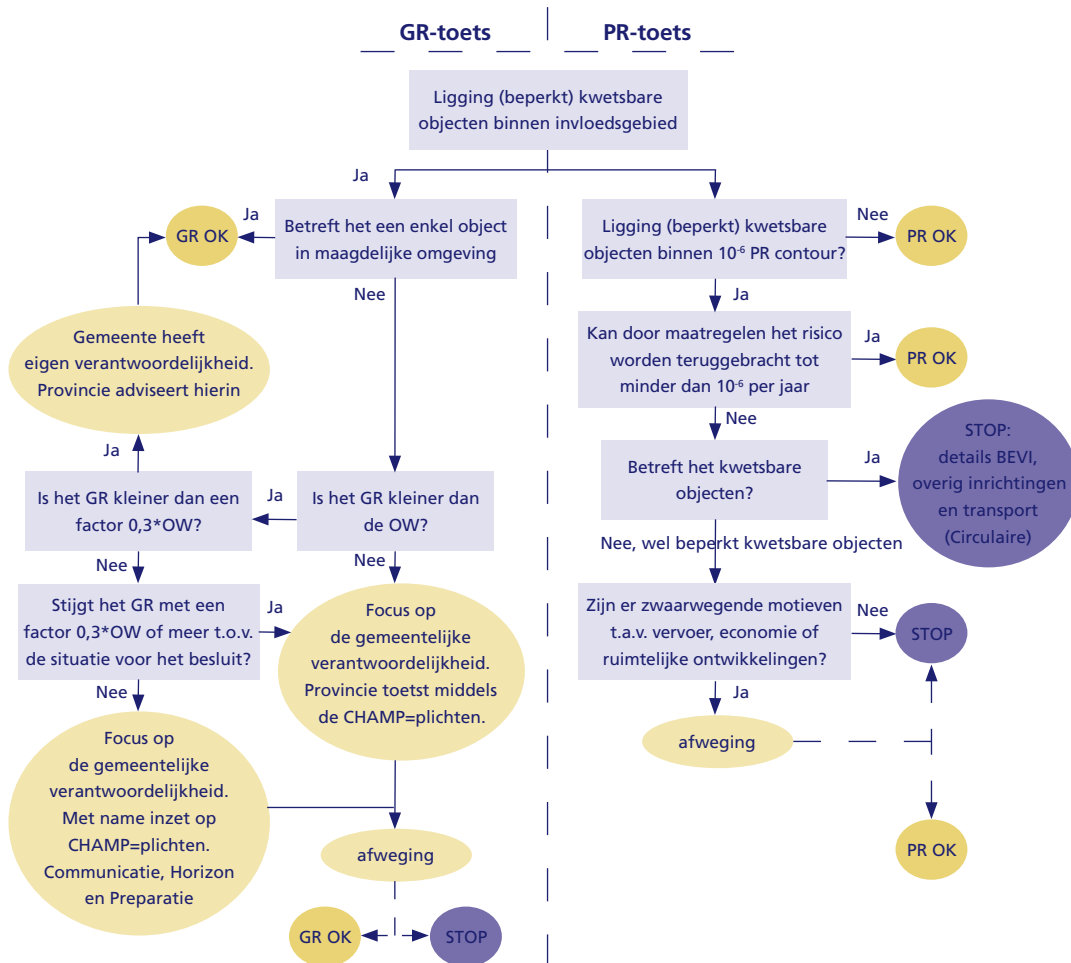 GR-toets
PR-toets
Ligging (beperkt) kwetsbare
objecten binnen invloedsgebied
Ja
Ja
GR OK
Betreft het een enkel object
in maagdelijke omgeving
Nee
Gemeente heeft
eigen verantwoordelijkheid.
Provincie adviseert hierin
Ja
Is het GR kleiner dan een
factor 0,3*OW?
Ja
Is het GR kleiner dan
de OW?
Nee
Nee
Stijgt het GR met een
factor 0,3*OW of meer t.o.v.
de situatie voor het besluit?
Ja
Focus op
de gemeentelijke
verantwoordelijkheid.
Provincie toetst middels
de CHAMP=plichten.
Nee
Focus op
de gemeentelijke
verantwoordelijkheid.
Met name inzet op
CHAMP=plichten.
Communicatie, Horizon
en Preparatie
afweging
GR OK
STOP
Ligging (beperkt) kwetsbare
objecten binnen 10⁻⁶ PR contour?
Nee
PR OK
Ja
Kan door maatregelen het risico
worden teruggebracht tot
minder dan 10⁻⁶ per jaar
Ja
PR OK
Nee
Betreft het kwetsbare
objecten?
Ja
STOP:
details BEVI,
overig inrichtingen
en transport
(Circulaire)
Nee, wel beperkt kwetsbare objecten
Zijn er zwaarwegende motieven
t.a.v. vervoer, economie of
ruimtelijke ontwikkelingen?
Nee
STOP
Ja
afweging
PR OK